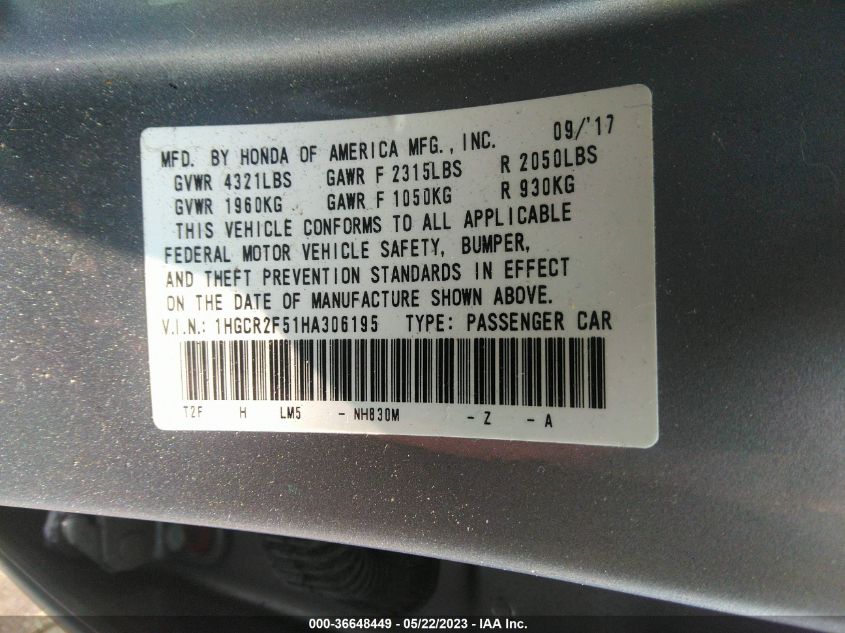 MFD. BY HONDA OF AMERICA MFG., INC. 09/'17
GVWR 4321LBS GAWR F 2315LBS R 2050LBS
GVWR 1960KG GAWR F 1050KG R 930KG
THIS VEHICLE CONFORMS TO ALL APPLICABLE
FEDERAL MOTOR VEHICLE SAFETY, BUMPER,
AND THEFT PREVENTION STANDARDS IN EFFECT
ON THE DATE OF MANUFACTURE SHOWN ABOVE.
V.I.N.: 1HGCR2F51HA306195 TYPE: PASSENGER CAR
T2F H LM5 - NH830M - Z - A
000-36648449 - 05/22/2023 - IAA Inc.